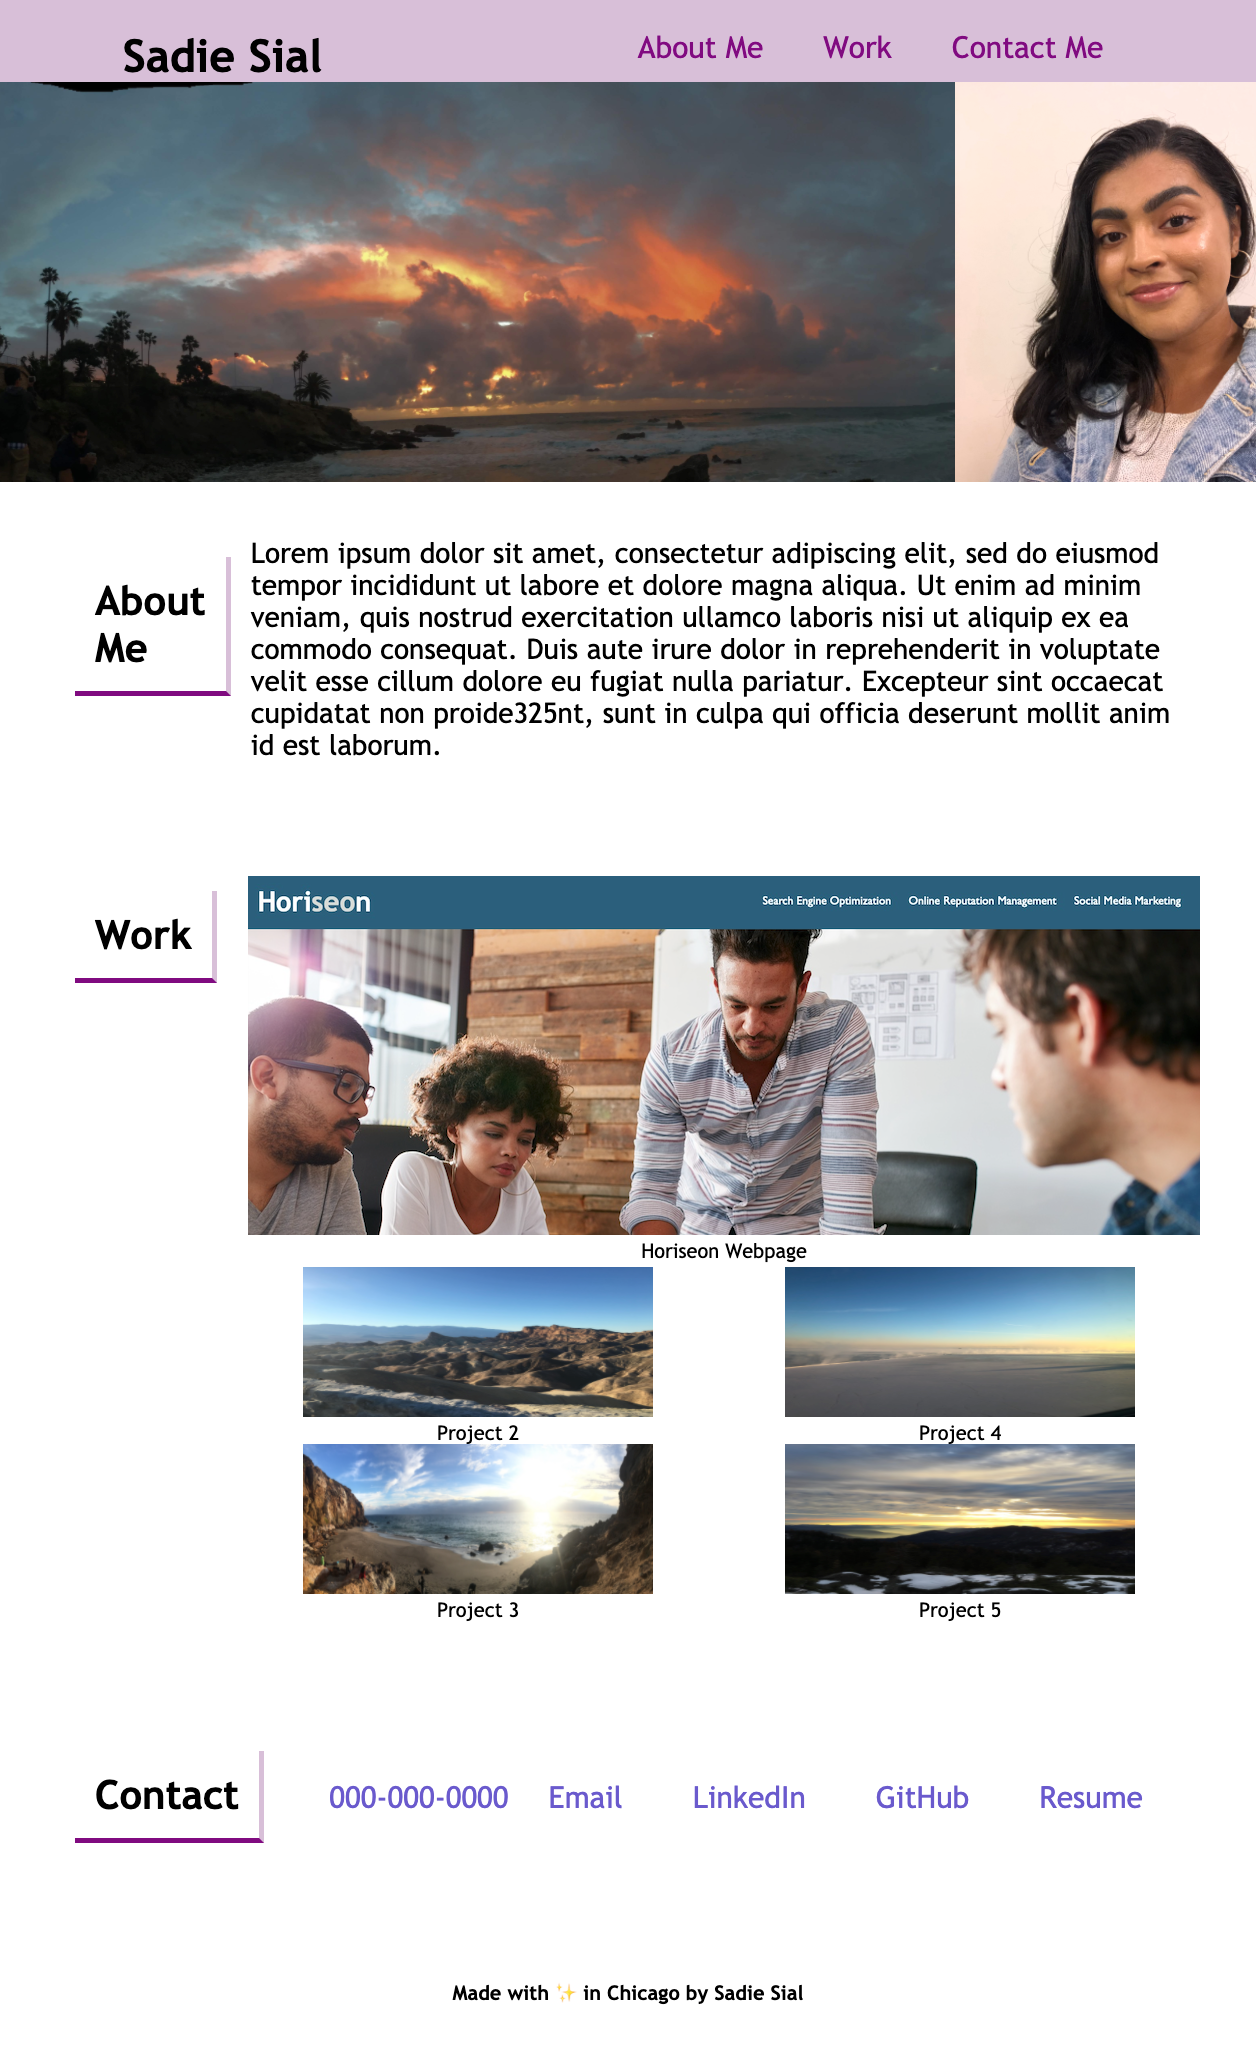 Sadie Sial
About Me Work Contact Me
About
Me
Lorem ipsum dolor sit amet, consectetur adipiscing elit, sed do eiusmod
tempor incididunt ut labore et dolore magna aliqua. Ut enim ad minim
veniam, quis nostrud exercitation ullamco laboris nisi ut aliquip ex ea
commodo consequat. Duis aute irure dolor in reprehenderit in voluptate
velit esse cillum dolore eu fugiat nulla pariatur. Excepteur sint occaecat
cupidatat non proide325nt, sunt in culpa qui officia deserunt mollit anim
id est laborum.
Work
Horiseon
Search Engine Optimization Online Reputation Management Social Media Marketing
Horiseon Webpage
Project 2
Project 4
Project 3
Project 5
Contact
000-000-0000 Email LinkedIn GitHub Resume
Made with ✨ in Chicago by Sadie Sial